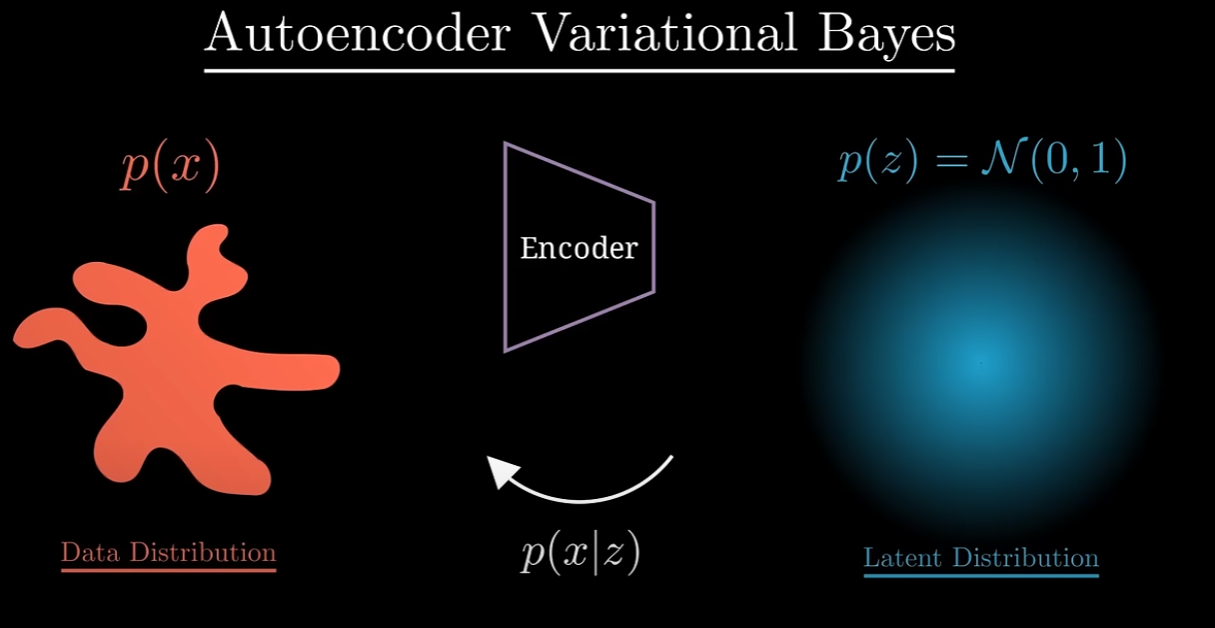 Autoencoder Variational Bayes
p(x)
p(z) = 𝒩(0, 1)
Encoder
p(x|z)
Data Distribution
Latent Distribution